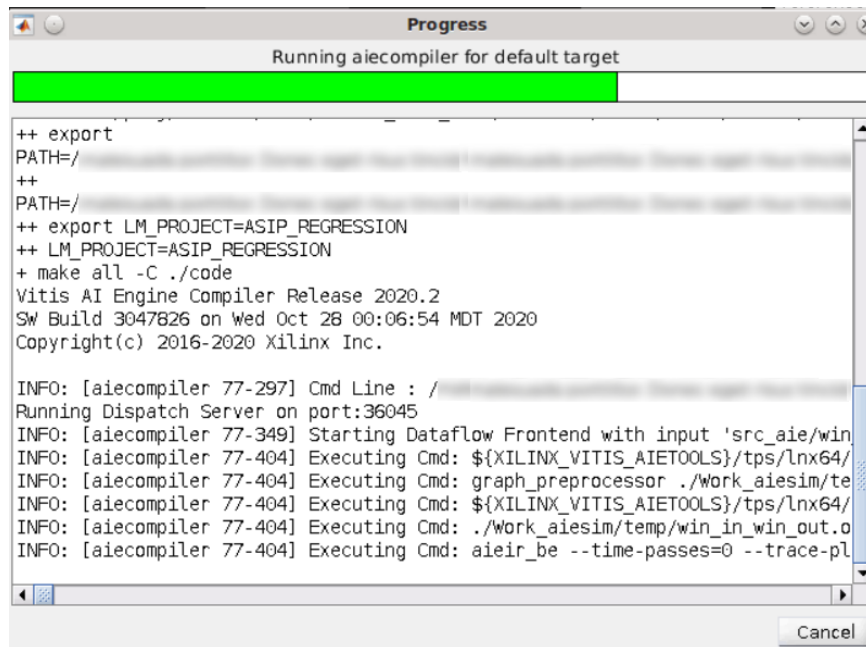 Progress
Running aiecompiler for default target
++ export
PATH=/
++
PATH=/
++ export LM_PROJECT=ASIP_REGRESSION
++ LM_PROJECT=ASIP_REGRESSION
+ make all -C ./code
Vitis AI Engine Compiler Release 2020.2
SW Build 3047826 on Wed Oct 28 00:06:54 MDT 2020
Copyright(c) 2016-2020 Xilinx Inc.
INFO: [aiecompiler 77-297] Cmd Line : /
Running Dispatch Server on port:36045
INFO: [aiecompiler 77-349] Starting Dataflow Frontend with input 'src_aie/win_
INFO: [aiecompiler 77-404] Executing Cmd: ${XILINX_VITIS_AIETOOLS}/tps/lnx64/
INFO: [aiecompiler 77-404] Executing Cmd: graph_preprocessor ./Work_aiesim/te
INFO: [aiecompiler 77-404] Executing Cmd: ${XILINX_VITIS_AIETOOLS}/tps/lnx64/
INFO: [aiecompiler 77-404] Executing Cmd: ./Work_aiesim/temp/win_in_win_out.o
INFO: [aiecompiler 77-404] Executing Cmd: aieir_be --time-passes=0 --trace-pl
Cancel